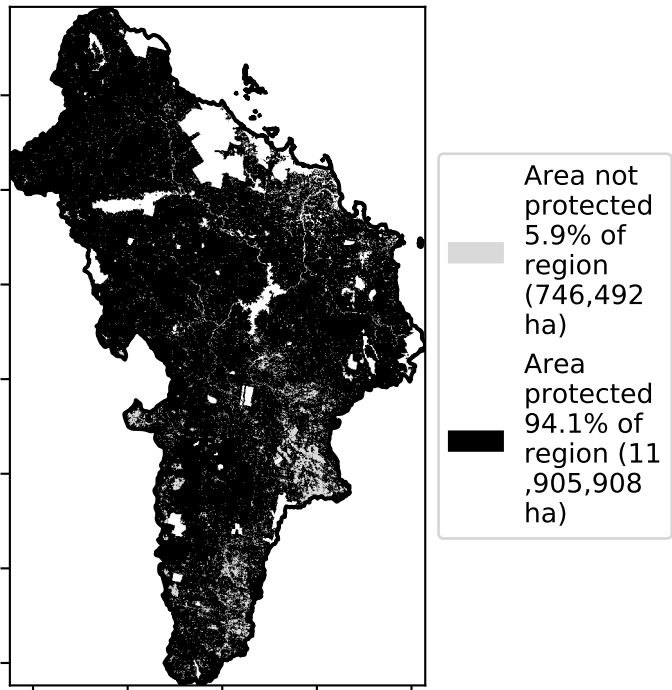 Area not
protected
5.9% of
region
(746,492
ha)
Area
protected
94.1% of
region (11
,905,908
ha)